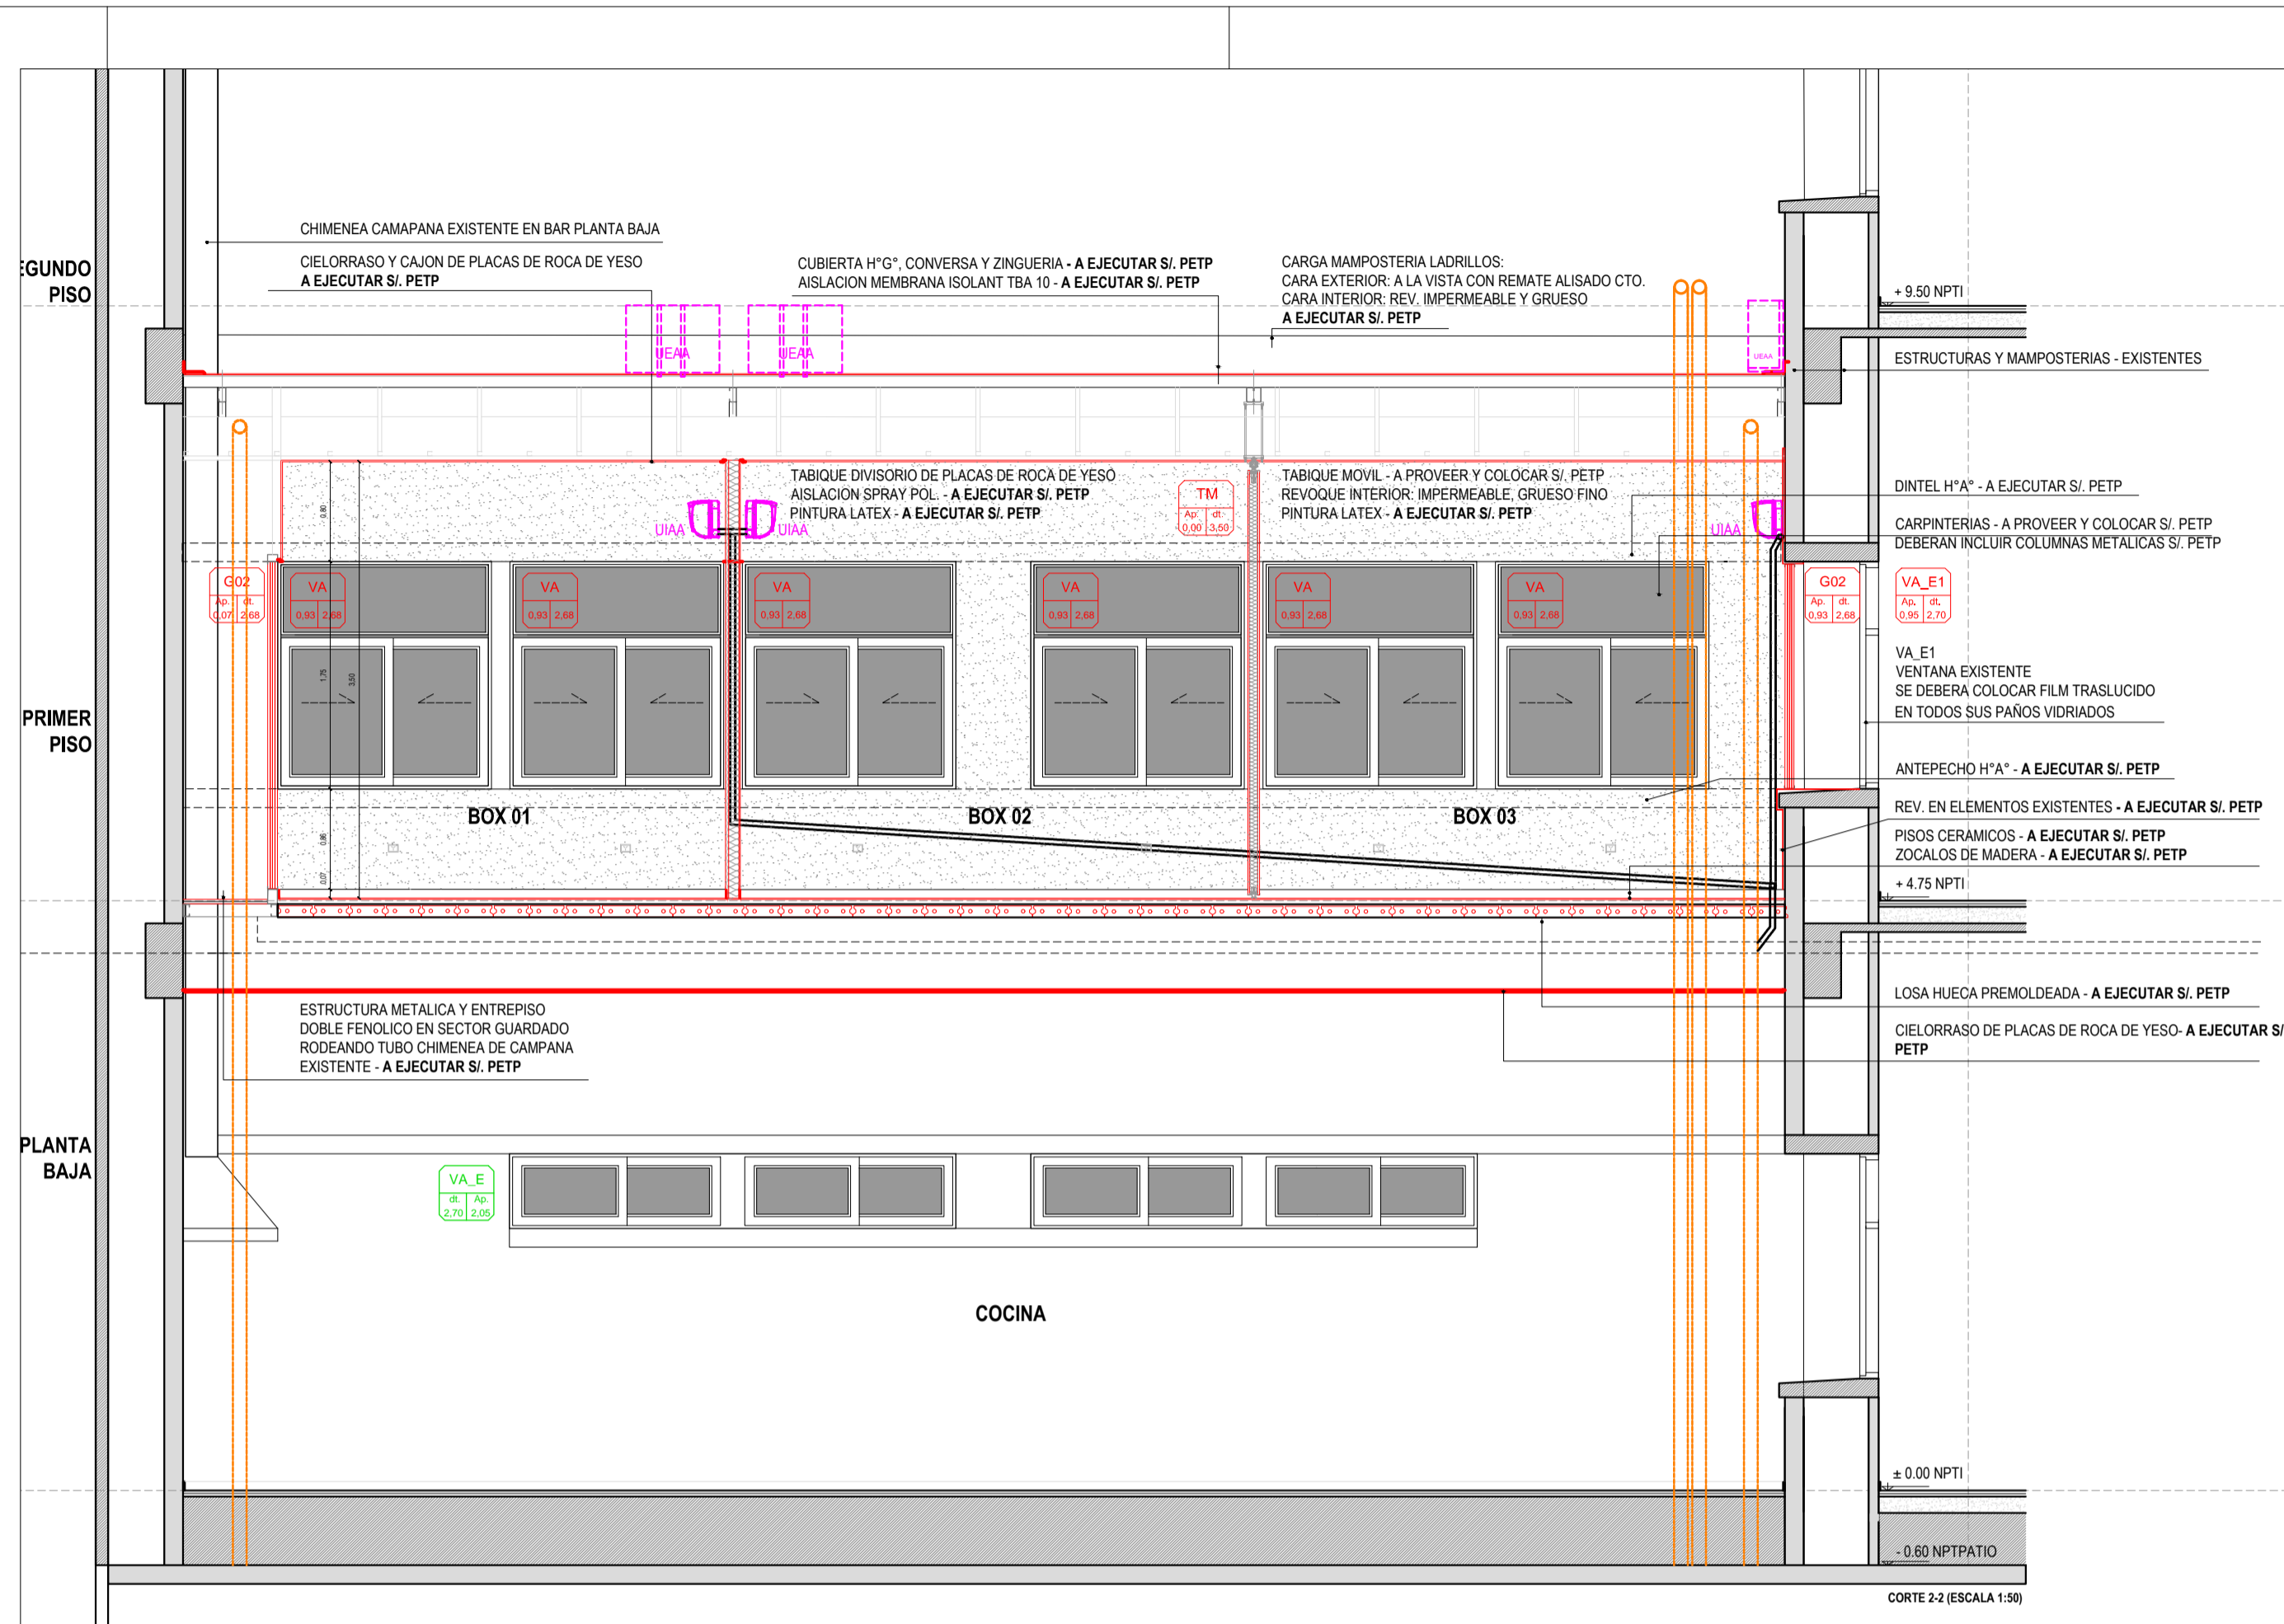 CHIMENEA CAMAPANA EXISTENTE EN BAR PLANTA BAJA
CIELORRASO Y CAJON DE PLACAS DE ROCA DE YESO
A EJECUTAR S/. PETP
CUBIERTA H°G°, CONVERSA Y ZINGUERIA - A EJECUTAR S/. PETP
AISLACION MEMBRANA ISOLANT TBA 10 - A EJECUTAR S/. PETP
CARGA MAMPOSTERIA LADRILLOS:
CARA EXTERIOR: A LA VISTA CON REMATE ALISADO CTO.
CARA INTERIOR: REV. IMPERMEABLE Y GRUESO
A EJECUTAR S/. PETP
EGUNDO
PISO
+ 9.50 NPTI
UEAA
UEAA
UEAA
ESTRUCTURAS Y MAMPOSTERIAS - EXISTENTES
TABIQUE DIVISORIO DE PLACAS DE ROCA DE YESO
AISLACION SPRAY POL. - A EJECUTAR S/. PETP
PINTURA LATEX - A EJECUTAR S/. PETP
TM
Ap. dt.
0,00 3,50
TABIQUE MOVIL - A PROVEER Y COLOCAR S/. PETP
REVOQUE INTERIOR: IMPERMEABLE, GRUESO FINO
PINTURA LATEX - A EJECUTAR S/. PETP
DINTEL H°A° - A EJECUTAR S/. PETP
CARPINTERIAS - A PROVEER Y COLOCAR S/. PETP
DEBERAN INCLUIR COLUMNAS METALICAS S/. PETP
0.80
UIAA
UIAA
UIAA
G02
Ap. dt.
0,07 2,68
VA
0,93 2,68
VA
0,93 2,68
VA
0,93 2,68
VA
0,93 2,68
VA
0,93 2,68
VA
0,93 2,68
G02
Ap. dt.
0,93 2,68
VA_E1
Ap. dt.
0,95 2,70
VA_E1
VENTANA EXISTENTE
SE DEBERA COLOCAR FILM TRASLUCIDO
EN TODOS SUS PAÑOS VIDRIADOS
1,75
3,50
PRIMER
PISO
ANTEPECHO H°A° - A EJECUTAR S/. PETP
REV. EN ELEMENTOS EXISTENTES - A EJECUTAR S/. PETP
PISOS CERAMICOS - A EJECUTAR S/. PETP
ZOCALOS DE MADERA - A EJECUTAR S/. PETP
BOX 01
BOX 02
BOX 03
0,86
0,07
+ 4.75 NPTI
ESTRUCTURA METALICA Y ENTREPISO
DOBLE FENOLICO EN SECTOR GUARDADO
RODEANDO TUBO CHIMENEA DE CAMPANA
EXISTENTE - A EJECUTAR S/. PETP
LOSA HUECA PREMOLDEADA - A EJECUTAR S/. PETP
CIELORRASO DE PLACAS DE ROCA DE YESO- A EJECUTAR S/
PETP
PLANTA
BAJA
VA_E
dt. Ap.
2,70 2,05
COCINA
± 0.00 NPTI
- 0.60 NPTPATIO
CORTE 2-2 (ESCALA 1:50)